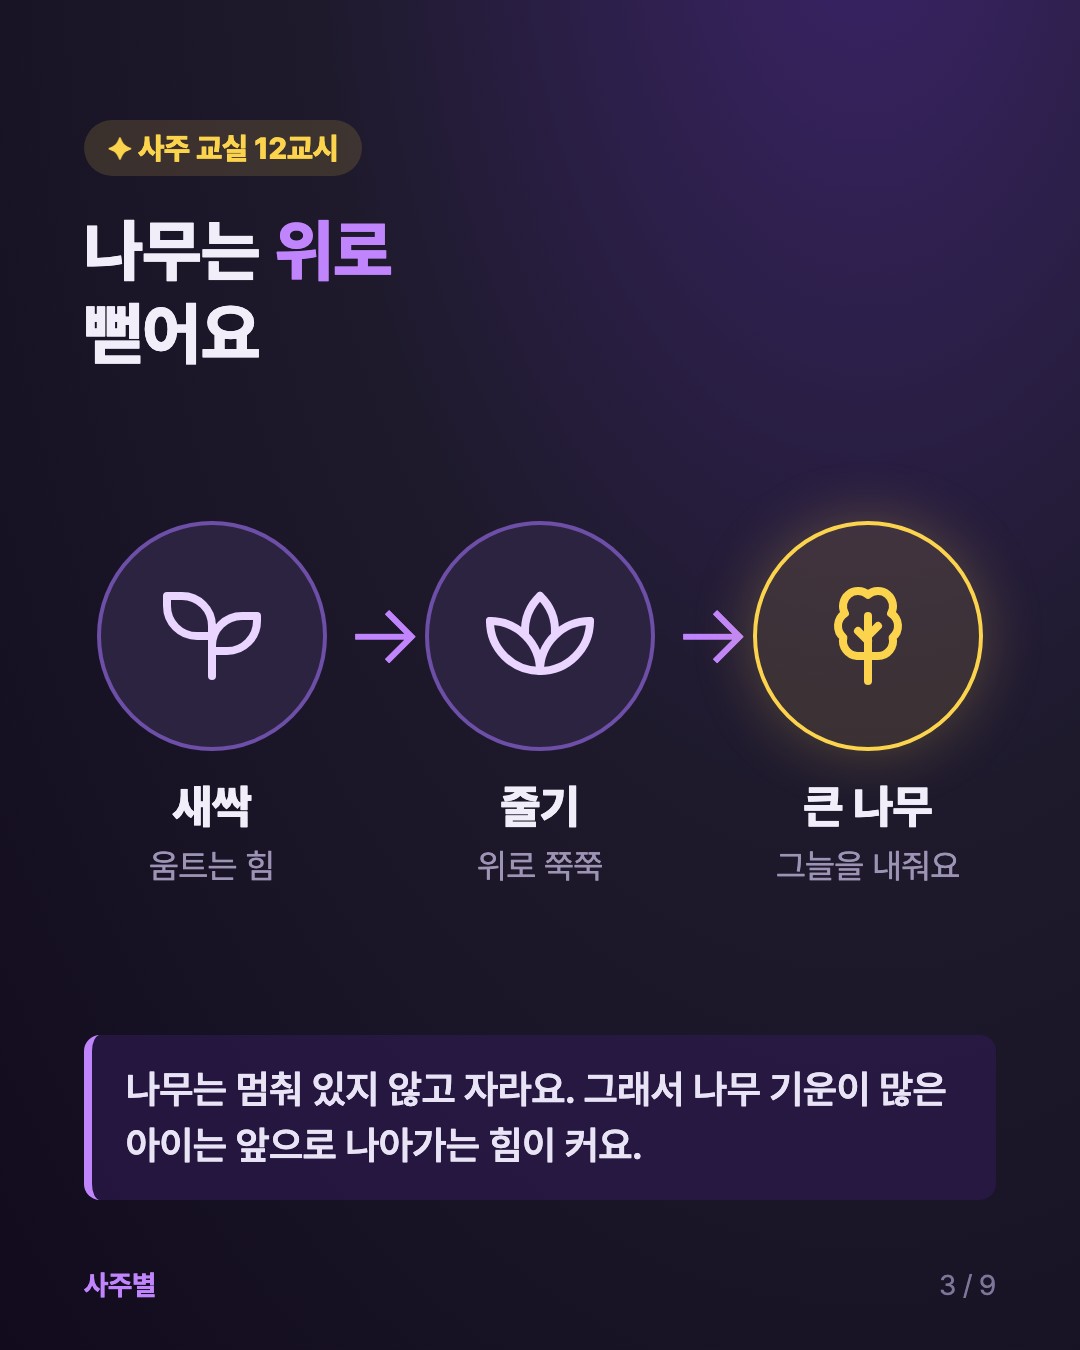 ✦ 사주 교실 12교시
나무는 위로
뻗어요
새싹
움트는 힘
줄기
위로 쭉쭉
큰 나무
그늘을 내줘요
나무는 멈춰 있지 않고 자라요. 그래서 나무 기운이 많은
아이는 앞으로 나아가는 힘이 커요.
사주별
3 / 9